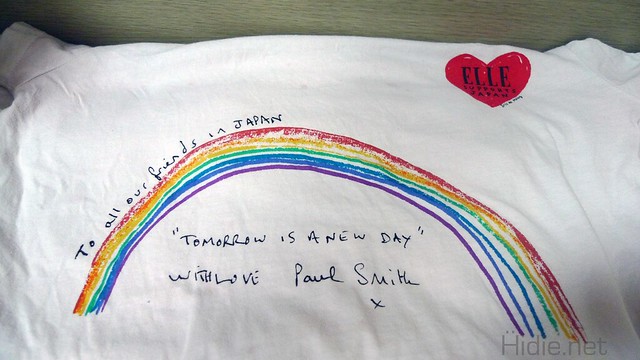 ELLE
SUPPORTS
JAPAN
To all our friends in JAPAN
"TOMORROW IS A NEW DAY"
WITH LOVE Paul Smith
x
Hidie.net